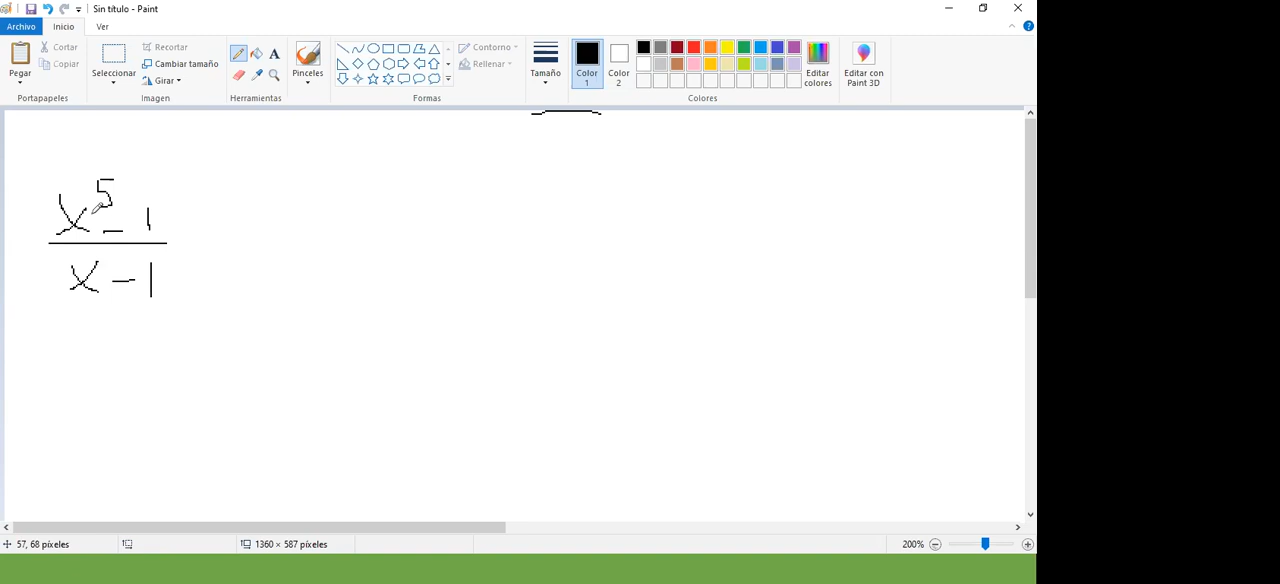 Sin título - Paint
Archivo Inicio Ver
Pegar
Cortar
Copiar
Portapapeles
Seleccionar
Recortar
Cambiar tamaño
Girar
Imagen
A
Herramientas
Pinceles
Contorno
Rellenar
Formas
Tamaño
Color 1
Color 2
Editar colores
Colores
Editar con Paint 3D
x⁵ - 1
x - 1
57, 68 píxeles
1360 × 587 píxeles
200%